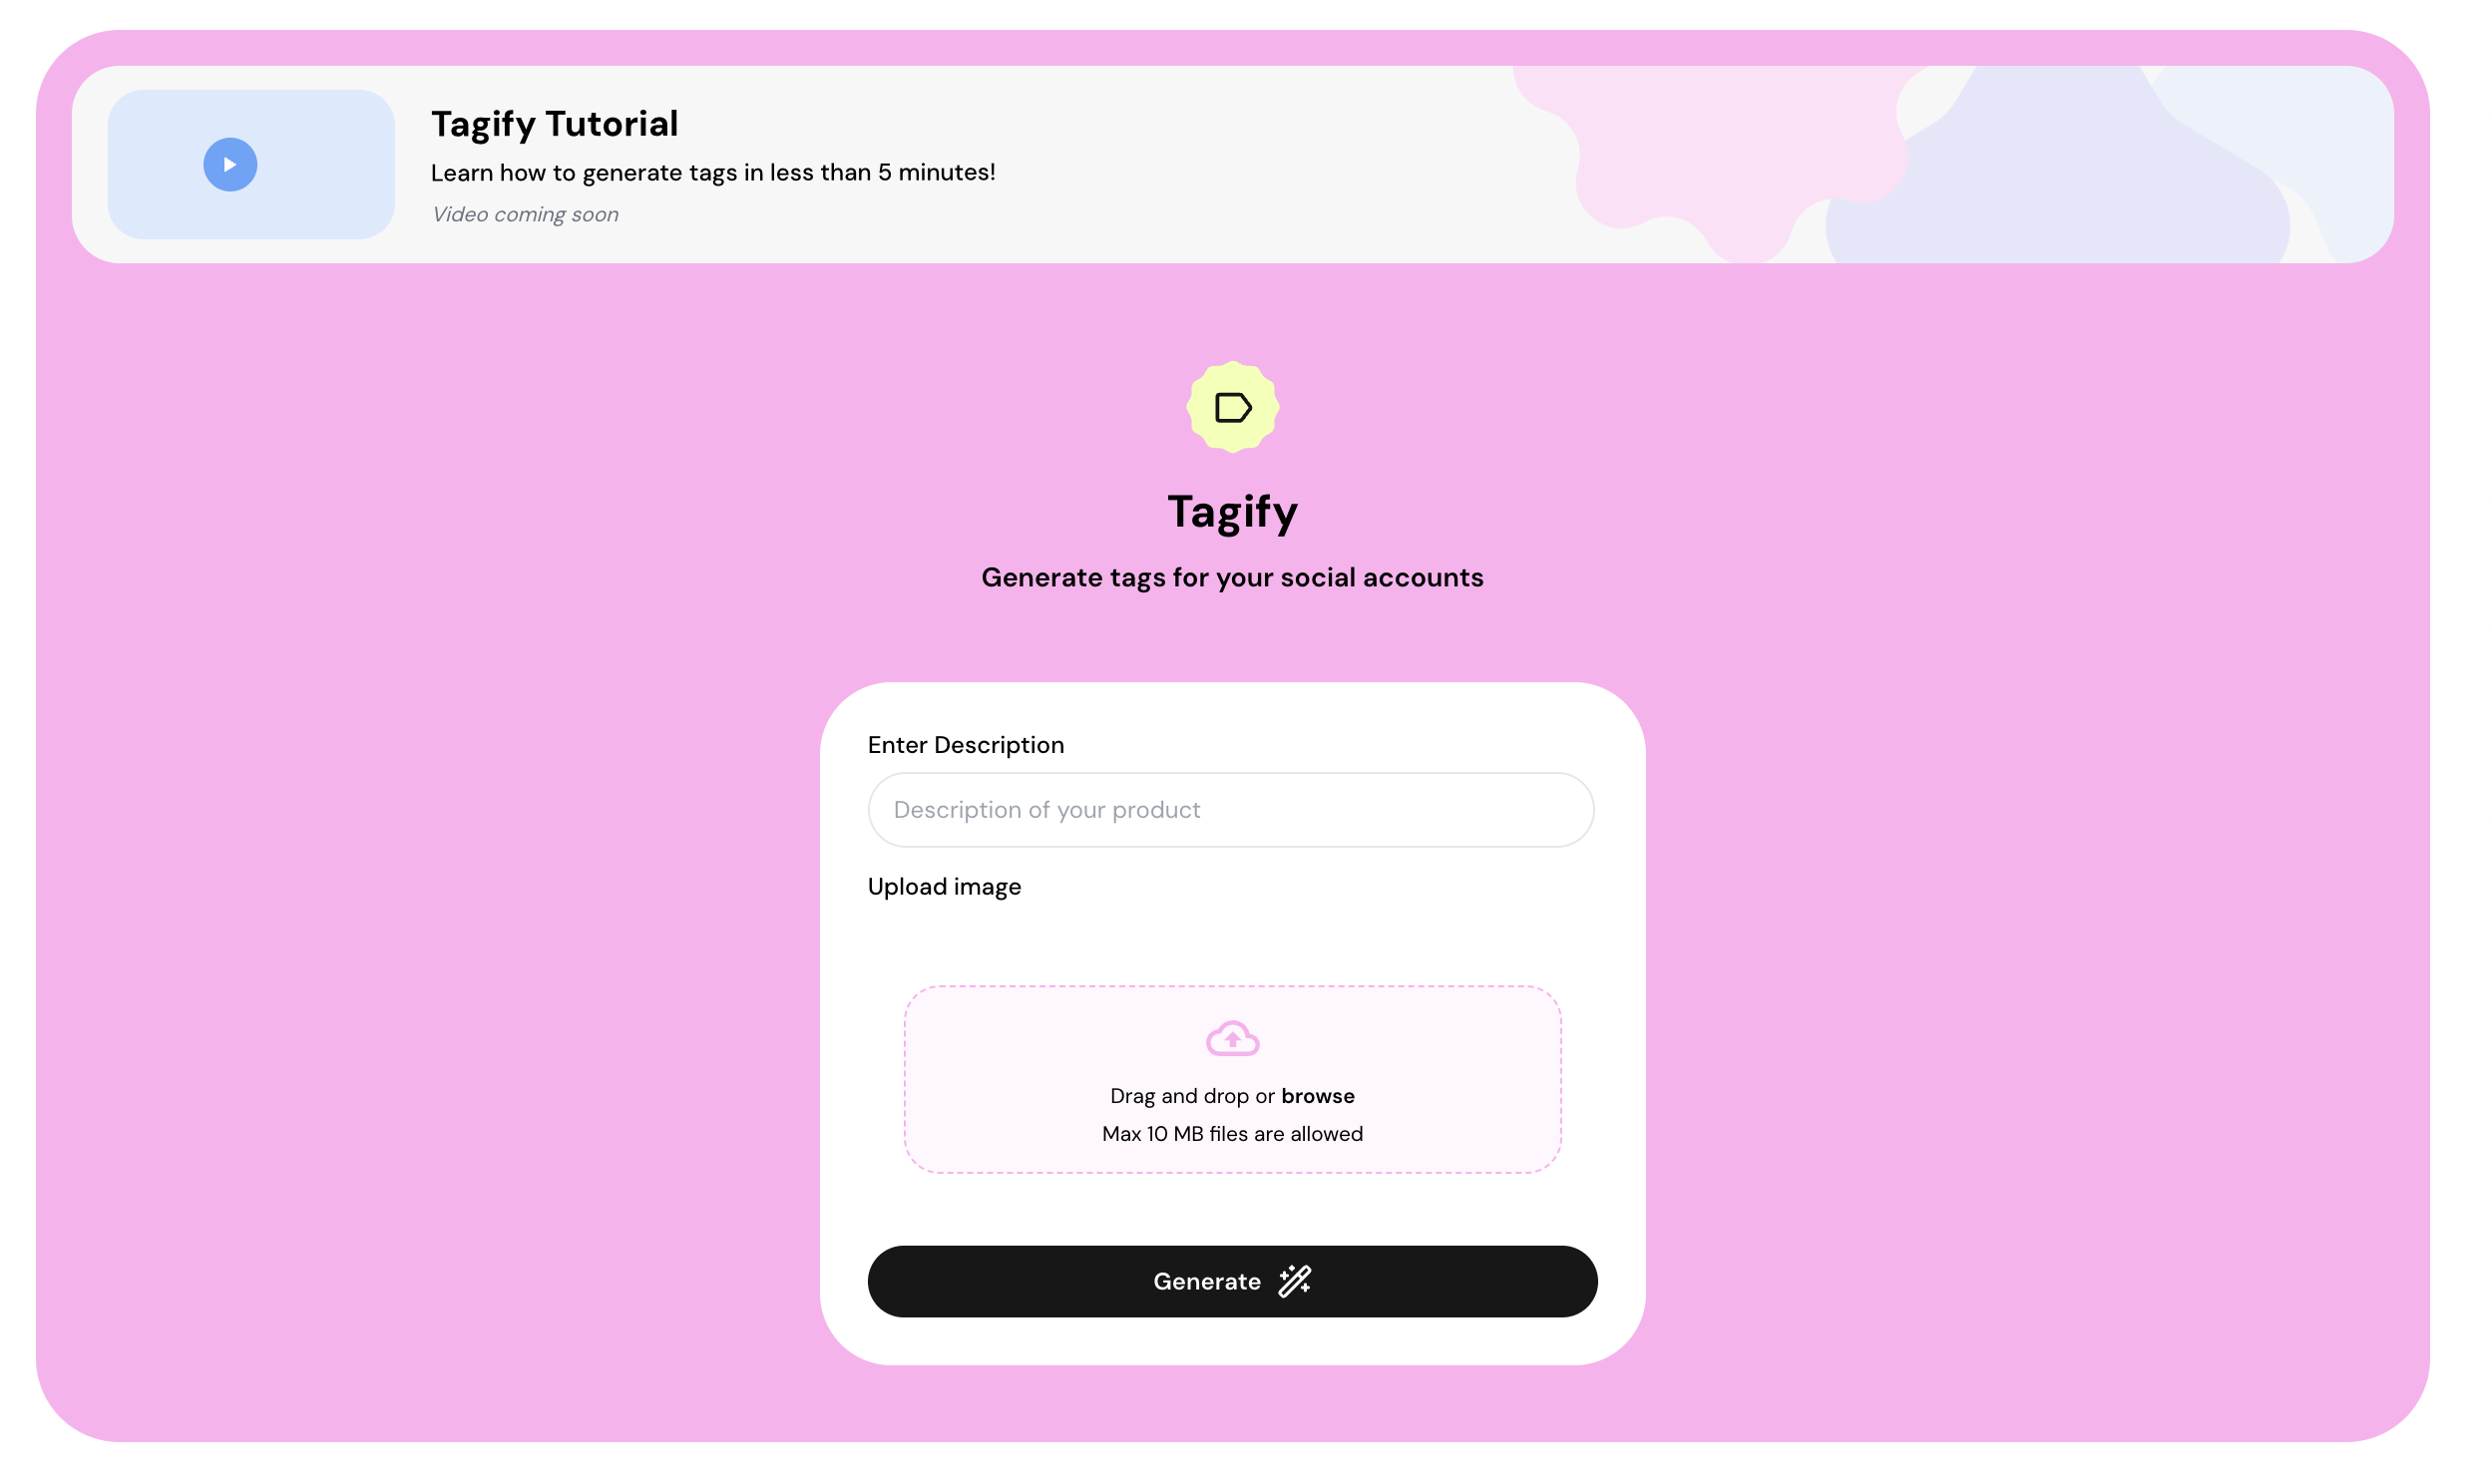 Tagify Tutorial
Learn how to generate tags in less than 5 minutes!
Video coming soon
Tagify
Generate tags for your social accounts
Enter Description
Description of your product
Upload image
Drag and drop or browse
Max 10 MB files are allowed
Generate